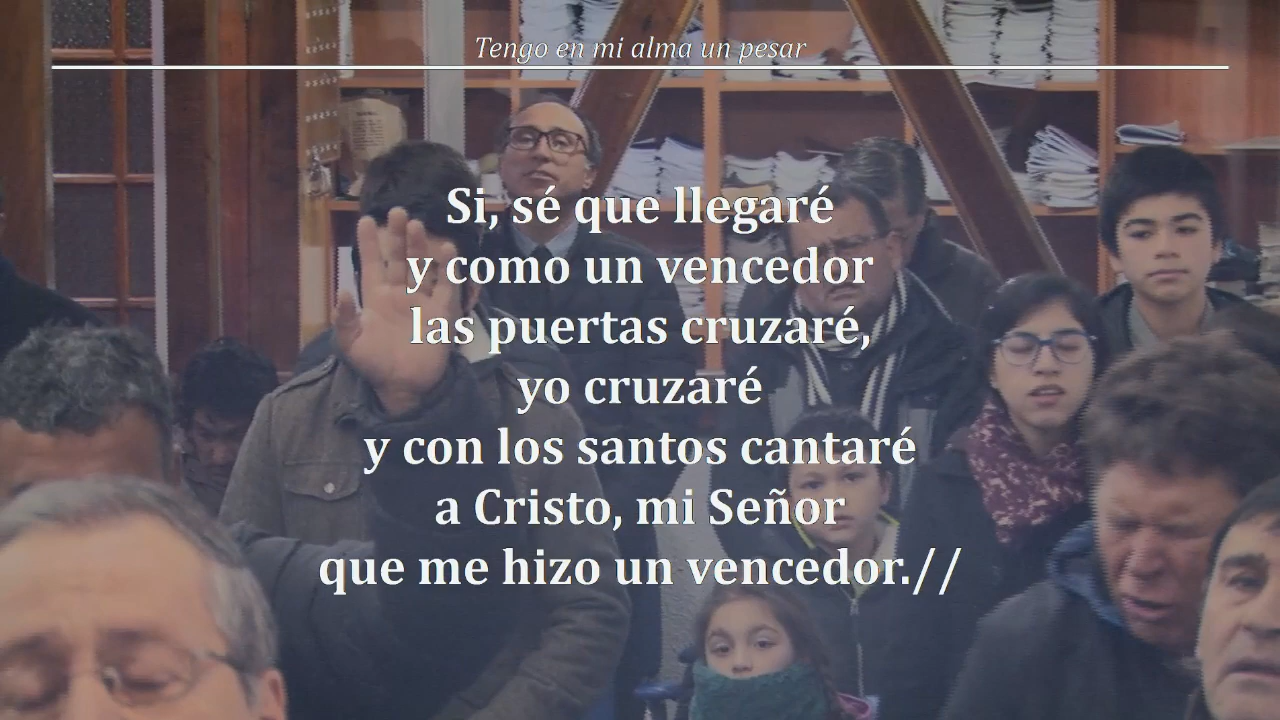 Tengo en mi alma un pesar
Si, sé que llegaré
y como un vencedor
las puertas cruzaré,
yo cruzaré
y con los santos cantaré
a Cristo, mi Señor
que me hizo un vencedor.//